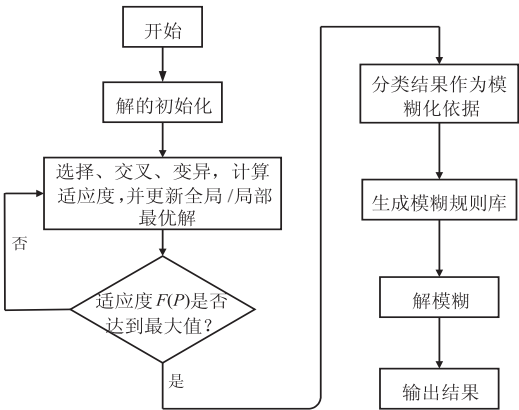 开始
解的初始化
选择、交叉、变异,计算
适应度,并更新全局/局部
最优解
否
适应度F(P)是否
达到最大值?
是
分类结果作为模
糊化依据
生成模糊规则库
解模糊
输出结果